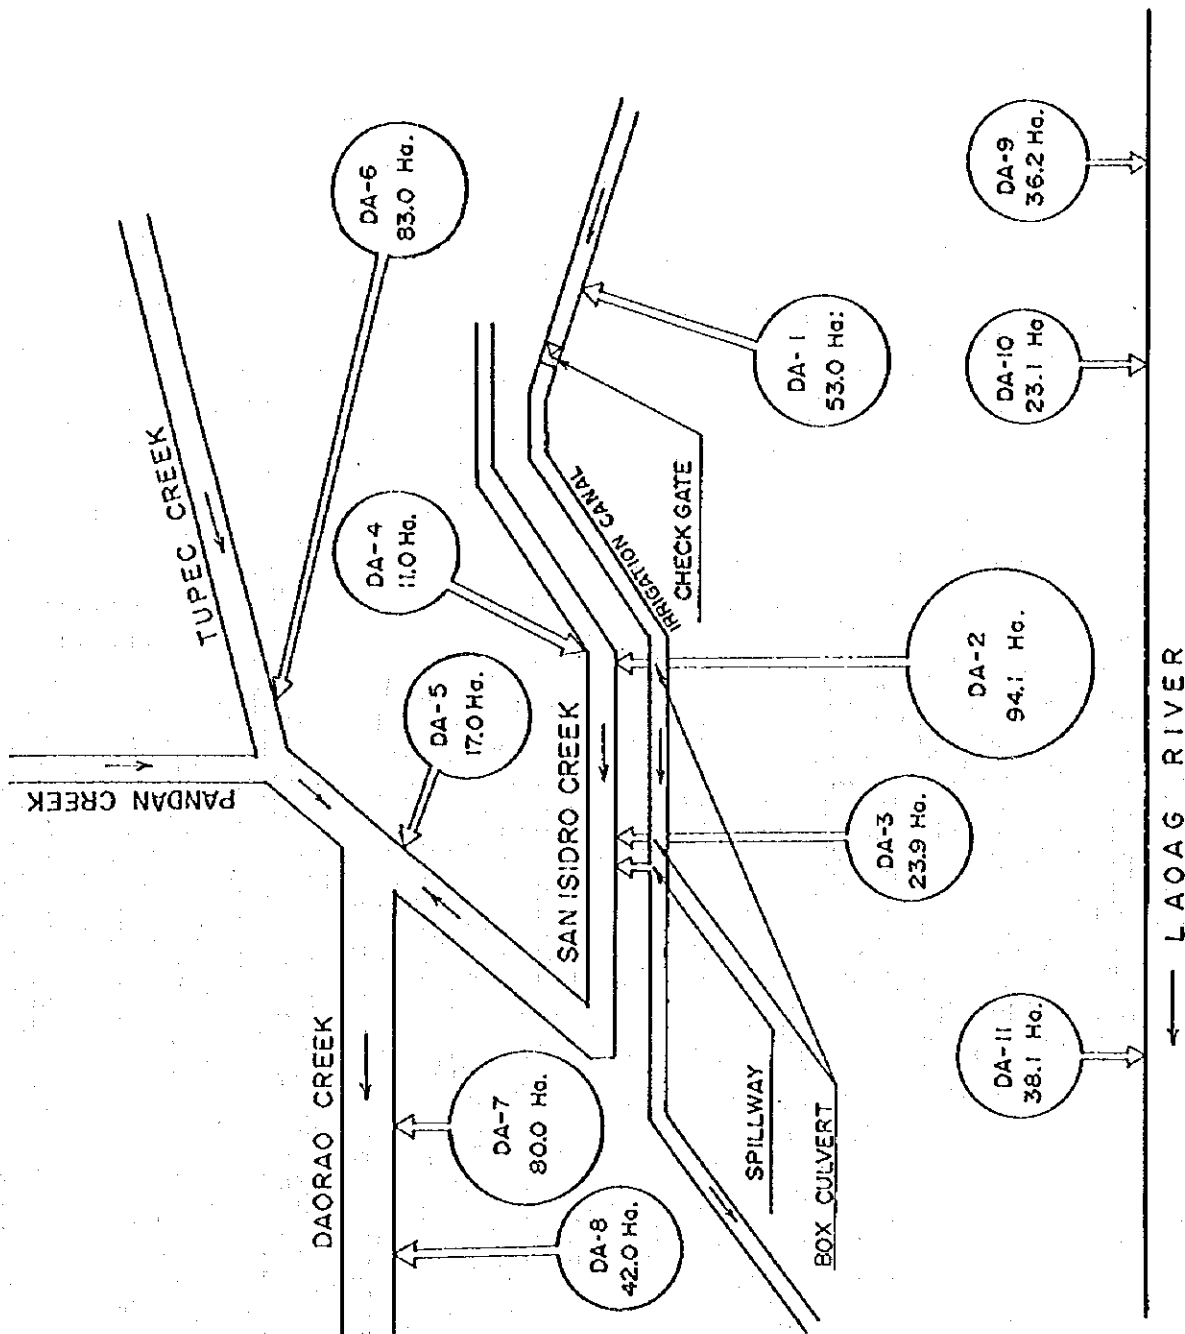 TUPEC CREEK
PANDAN CREEK
DA-6
83.0 Ha.
DA-4
11.0 Ha.
DA-5
17.0 Ha.
DAORAO CREEK
SAN ISIDRO CREEK
IRRIGATION CANAL
CHECK GATE
DA-7
80.0 Ha.
DA-8
42.0 Ha.
DA-1
53.0 Ha.
DA-2
94.1 Ha.
DA-3
23.9 Ha.
SPILLWAY
BOX CULVERT
DA-9
36.2 Ha.
DA-10
23.1 Ha
DA-11
38.1 Ha.
LAOAG RIVER